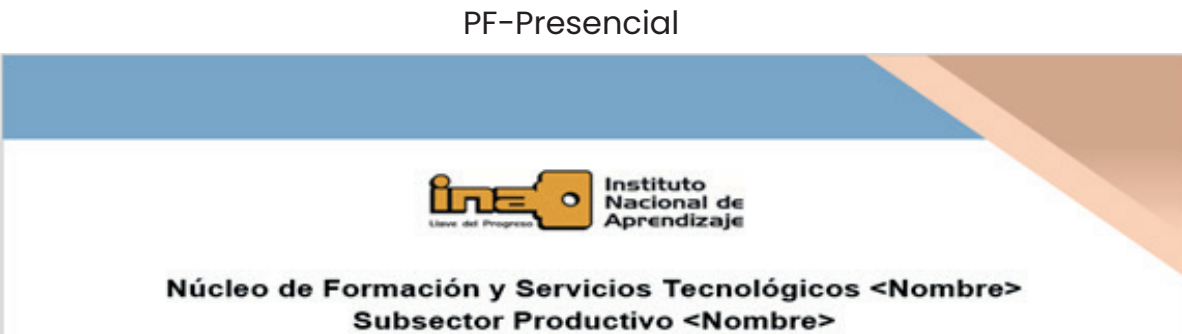 PF-Presencial
ina
Llave del Progreso
Instituto
Nacional de
Aprendizaje
Núcleo de Formación y Servicios Tecnológicos <Nombre>
Subsector Productivo <Nombre>